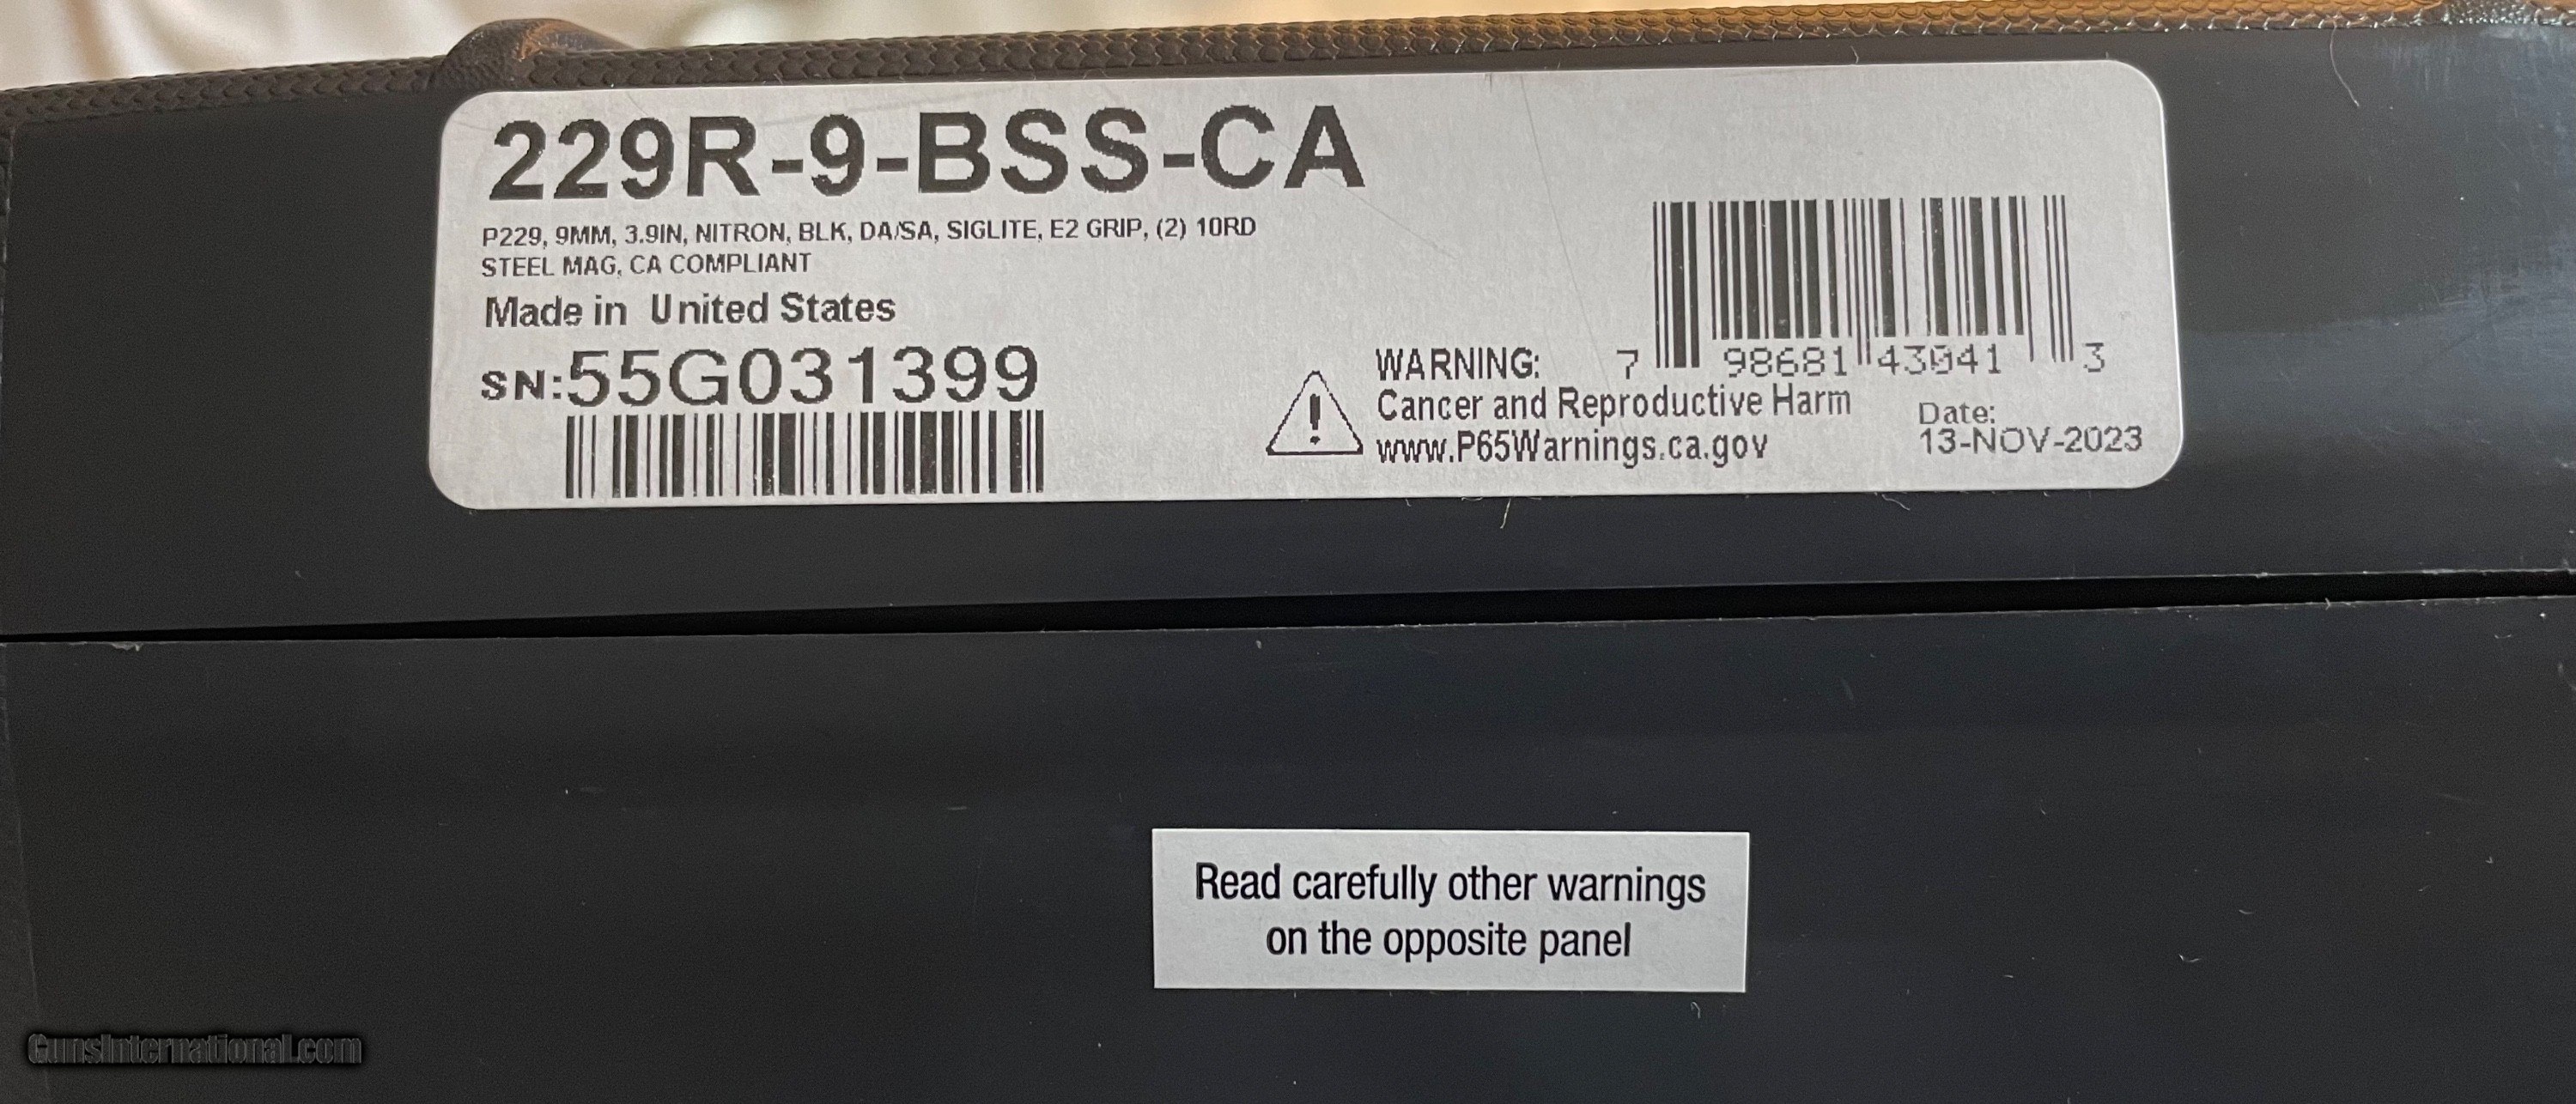 229R-9-BSS-CA
P229, 9MM, 3.9IN, NITRON, BLK, DA/SA, SIGLITE, E2 GRIP, (2) 10RD
STEEL MAG, CA COMPLIANT
Made in United States
SN:55G031399
WARNING:
Cancer and Reproductive Harm
www.P65Warnings.ca.gov
7 98681 43041 3
Date:
13-NOV-2023
Read carefully other warnings
on the opposite panel
GunsInternational.com